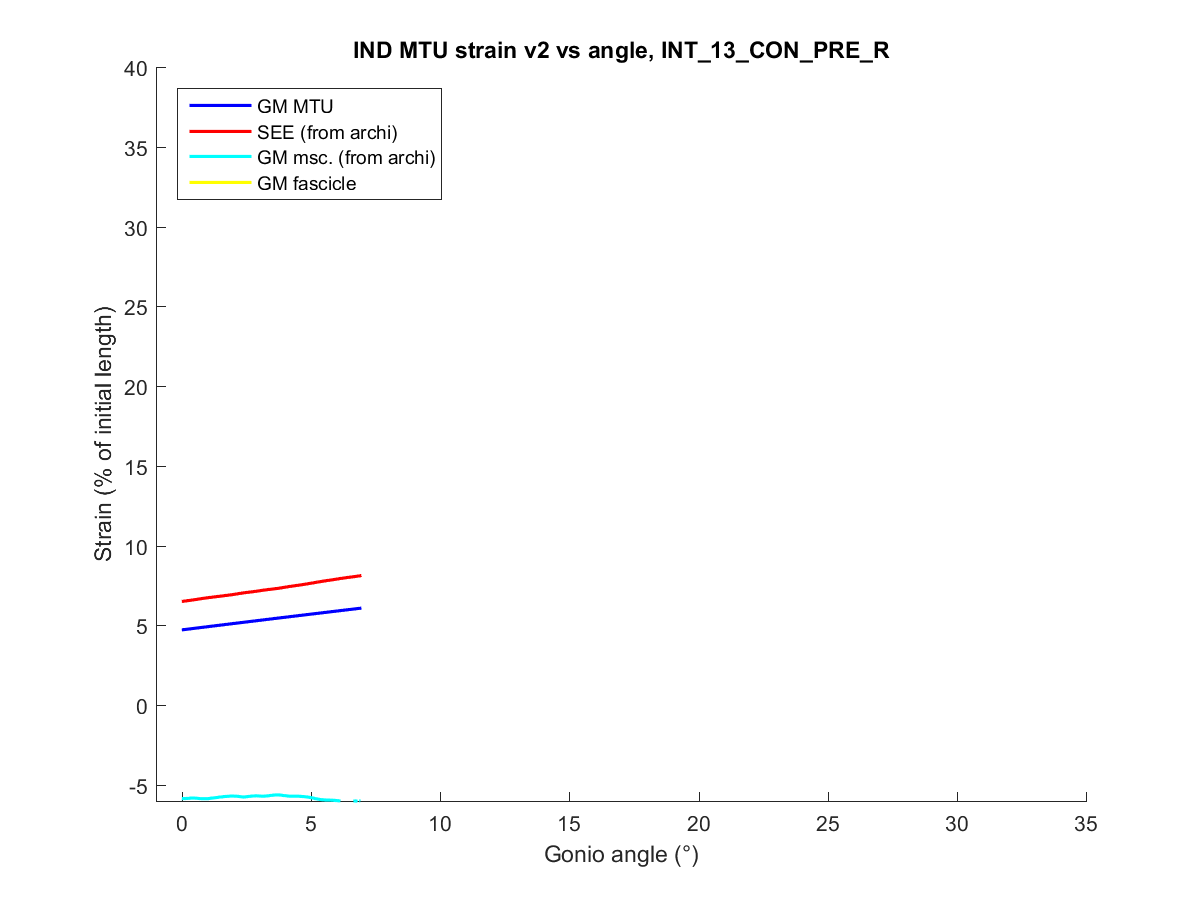 IND MTU strain v2 vs angle, INT_13_CON_PRE_R
40
35
30
25
20
15
10
5
0
-5
Strain (% of initial length)
GM MTU
SEE (from archi)
GM msc. (from archi)
GM fascicle
0 5 10 15 20 25 30 35
Gonio angle (°)